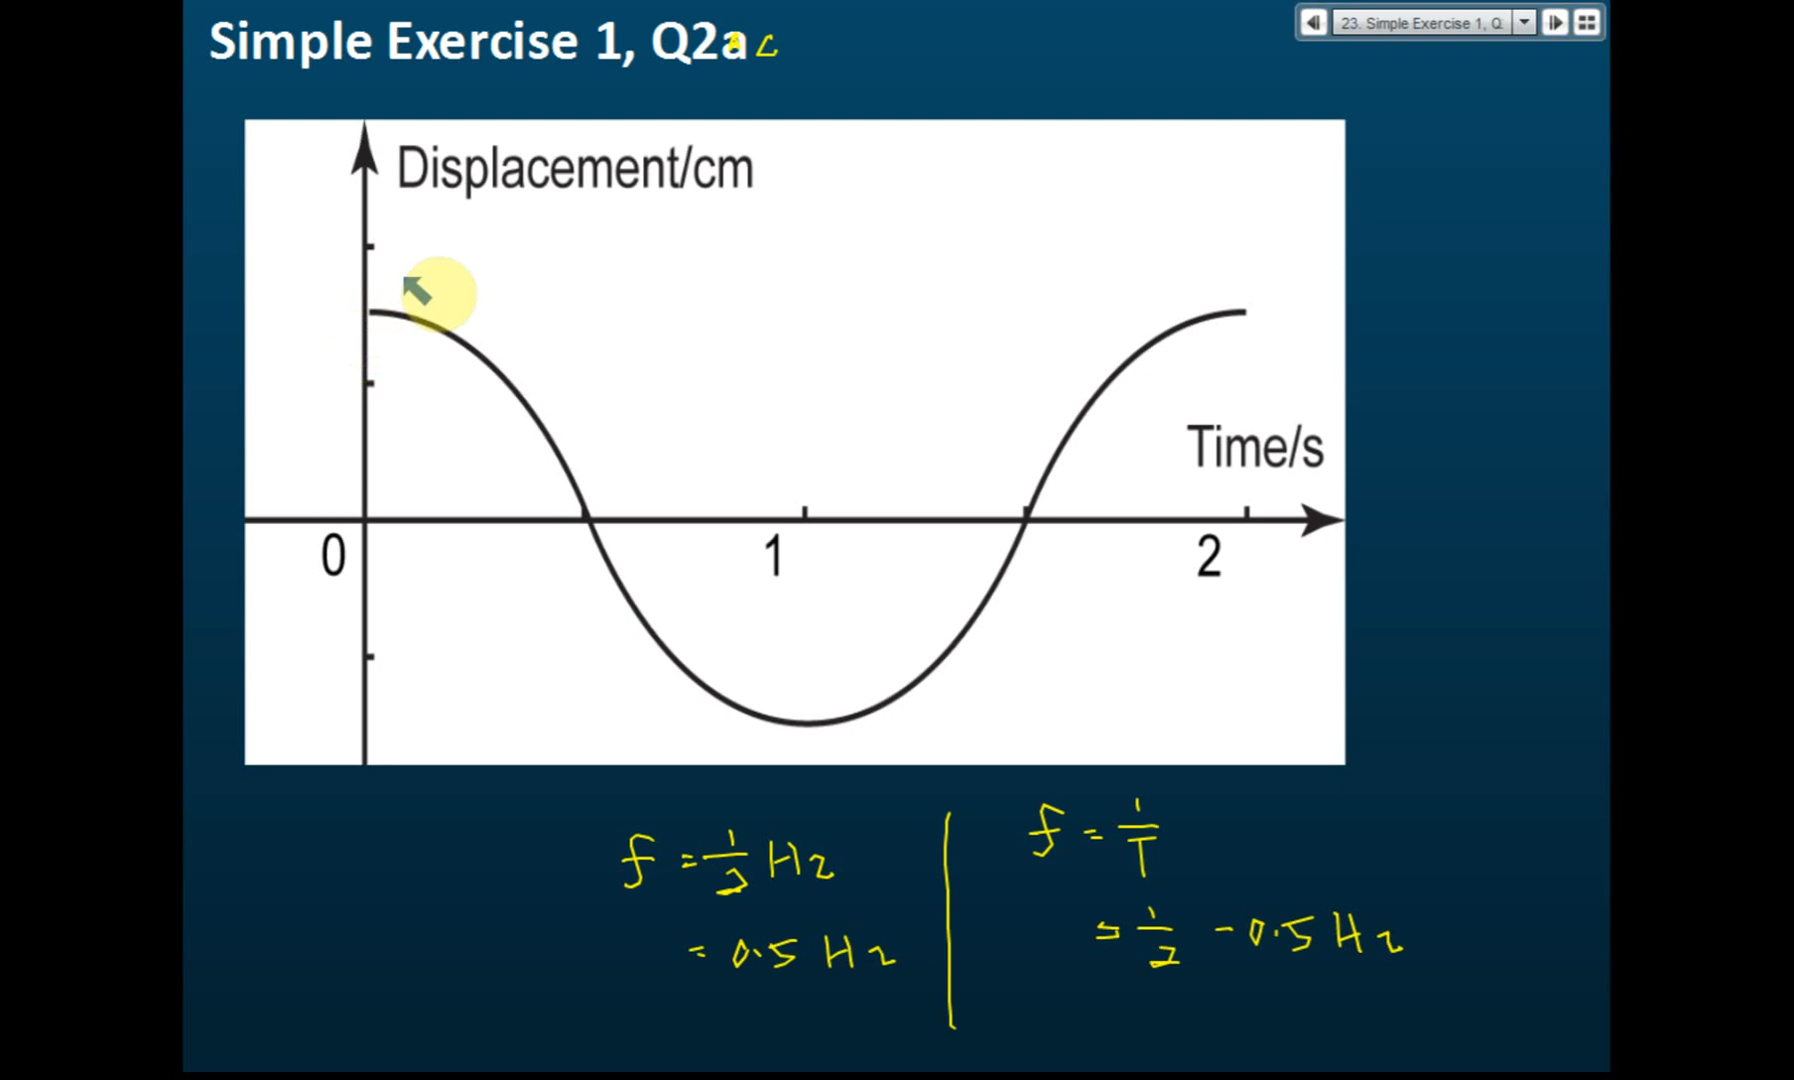 Simple Exercise 1, Q2a c
23. Simple Exercise 1, Q
Displacement/cm
Time/s
0
1
2
f = 1/2 Hz
= 0.5 Hz
f = 1/T
= 1/2 - 0.5 Hz